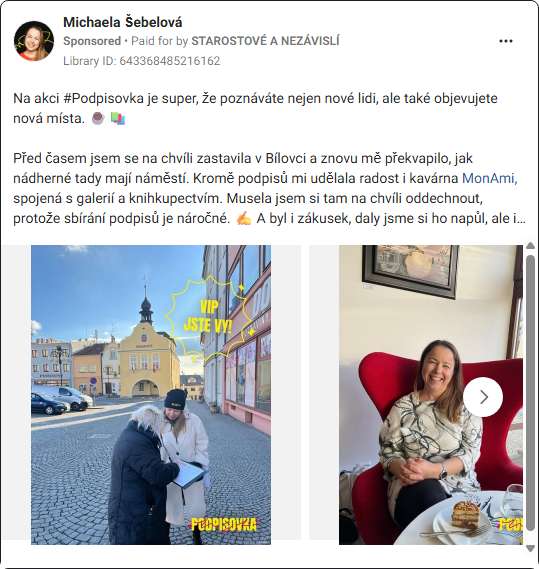 Michaela Šebelová
Sponsored • Paid for by STAROSTOVÉ A NEZÁVISLÍ
Library ID: 643368485216162
Na akci #Podpisovka je super, že poznáváte nejen nové lidi, ale také objevujete
nová místa.
Před časem jsem se na chvíli zastavila v Bílovci a znovu mě překvapilo, jak
nádherné tady mají náměstí. Kromě podpisů mi udělala radost i kavárna MonAmi,
spojená s galerií a knihkupectvím. Musela jsem si tam na chvíli oddechnout,
protože sbírání podpisů je náročné. ✍️ A byl i zákusek, daly jsme si ho napůl, ale i...
VIP
JSTE VY!
PODPISOVKA